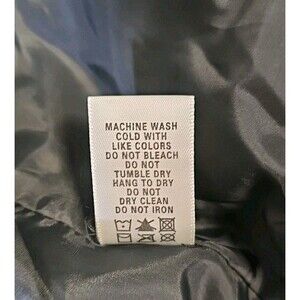 MACHINE WASH
COLD WITH
LIKE COLORS
DO NOT BLEACH
DO NOT
TUMBLE DRY
HANG TO DRY
DO NOT
DRY CLEAN
DO NOT IRON